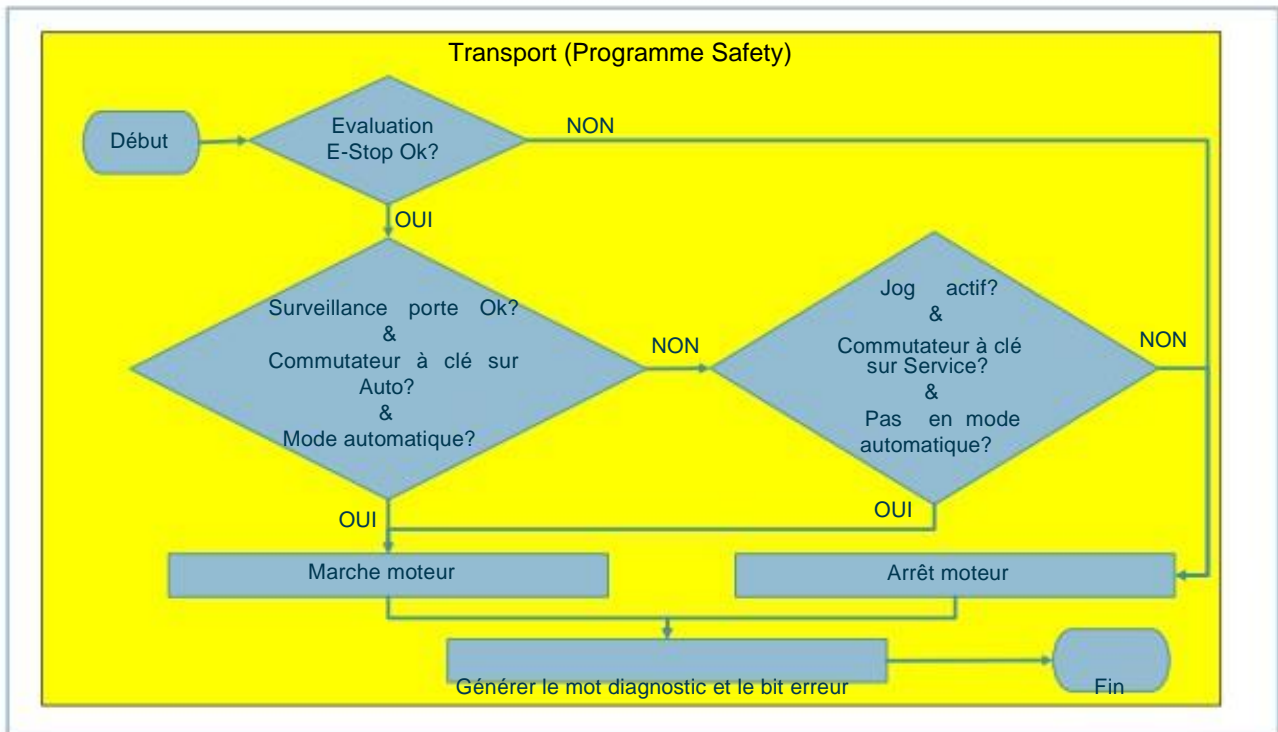 Transport (Programme Safety)
Début
Evaluation
E-Stop Ok?
NON
OUI
Surveillance porte Ok?
&
Commutateur à clé sur
Auto?
&
Mode automatique?
NON
Jog actif?
&
Commutateur à clé
sur Service?
&
Pas en mode
automatique?
NON
OUI
OUI
Marche moteur
Arrêt moteur
Générer le mot diagnostic et le bit erreur
Fin